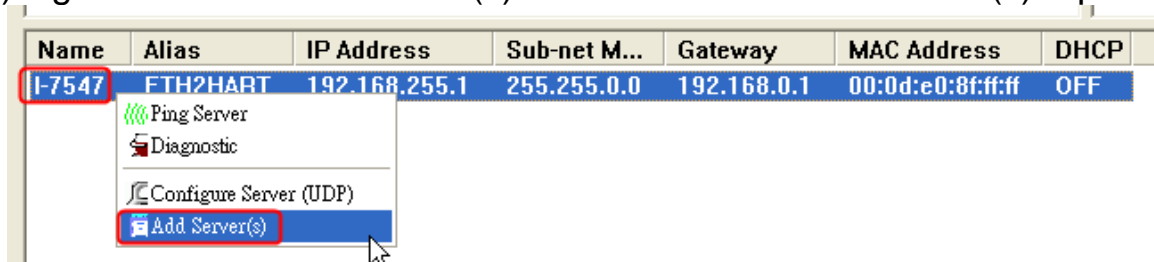 Name Alias IP Address Sub-net M... Gateway MAC Address DHCP
I-7547 ETH2HART 192.168.255.1 255.255.0.0 192.168.0.1 00:0d:e0:8f:ff:ff OFF
Ping Server
Diagnostic
Configure Server (UDP)
Add Server(s)